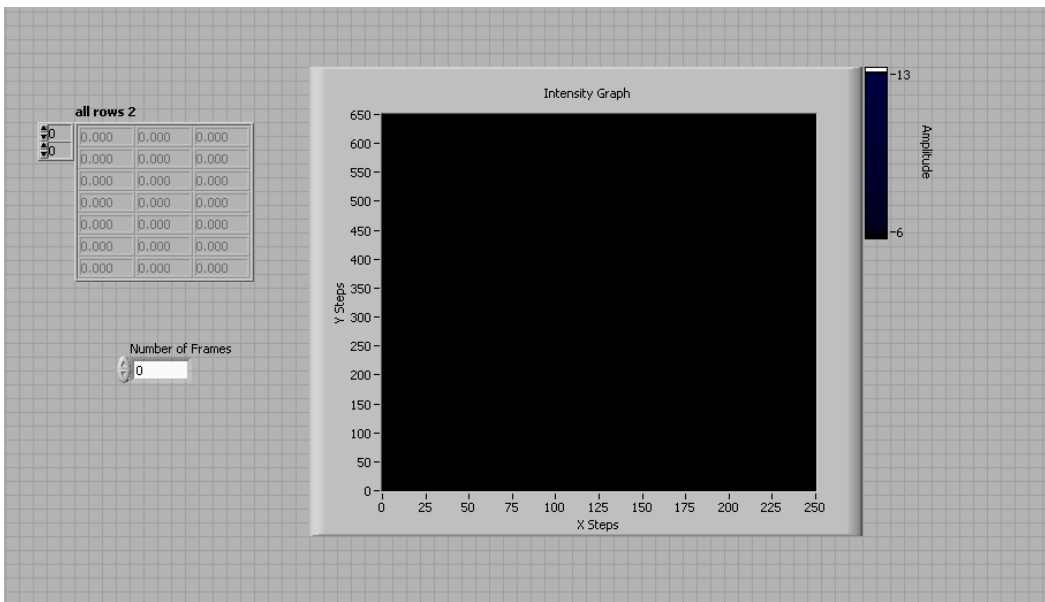 all rows 2
0
0
0.000 0.000 0.000
0.000 0.000 0.000
0.000 0.000 0.000
0.000 0.000 0.000
0.000 0.000 0.000
0.000 0.000 0.000
0.000 0.000 0.000
Number of Frames
0
Intensity Graph
650
600
550
500
450
400
350
300
250
200
150
100
50
0
Y Steps
0 25 50 75 100 125 150 175 200 225 250
X Steps
13
6
Amplitude